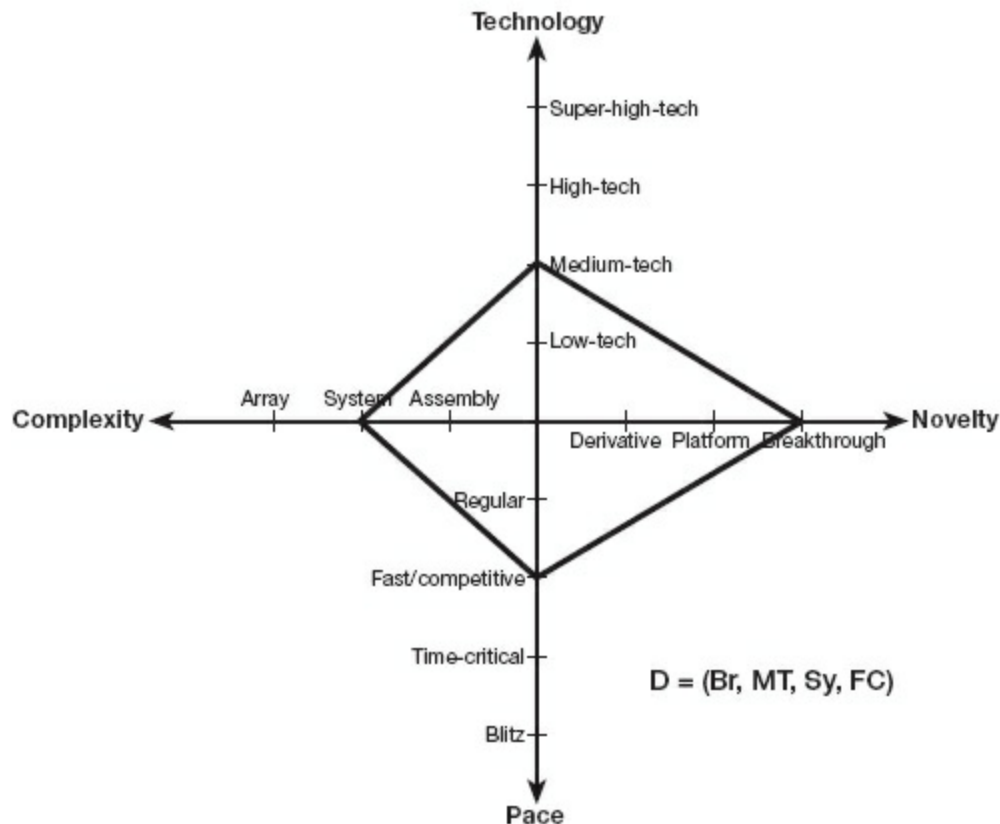 Technology
Super-high-tech
High-tech
Medium-tech
Low-tech
Array System Assembly
Complexity
Novelty
Derivative Platform Breakthrough
Regular
Fast/competitive
Time-critical
D = (Br, MT, Sy, FC)
Blitz
Pace